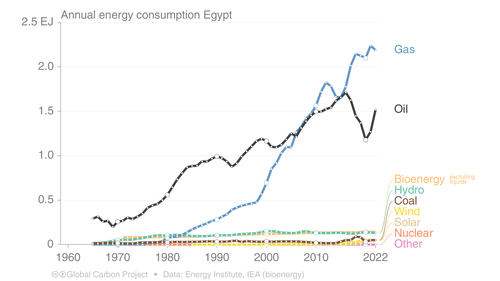 Annual energy consumption Egypt
2.5 EJ
2.0
1.5
1.0
0.5
0
1960
1970
1980
1990
2000
2010
2022
Gas
Oil
Bioenergy excluding liquids
Hydro
Coal
Wind
Solar
Nuclear
Other
Global Carbon Project • Data: Energy Institute, IEA (bioenergy)